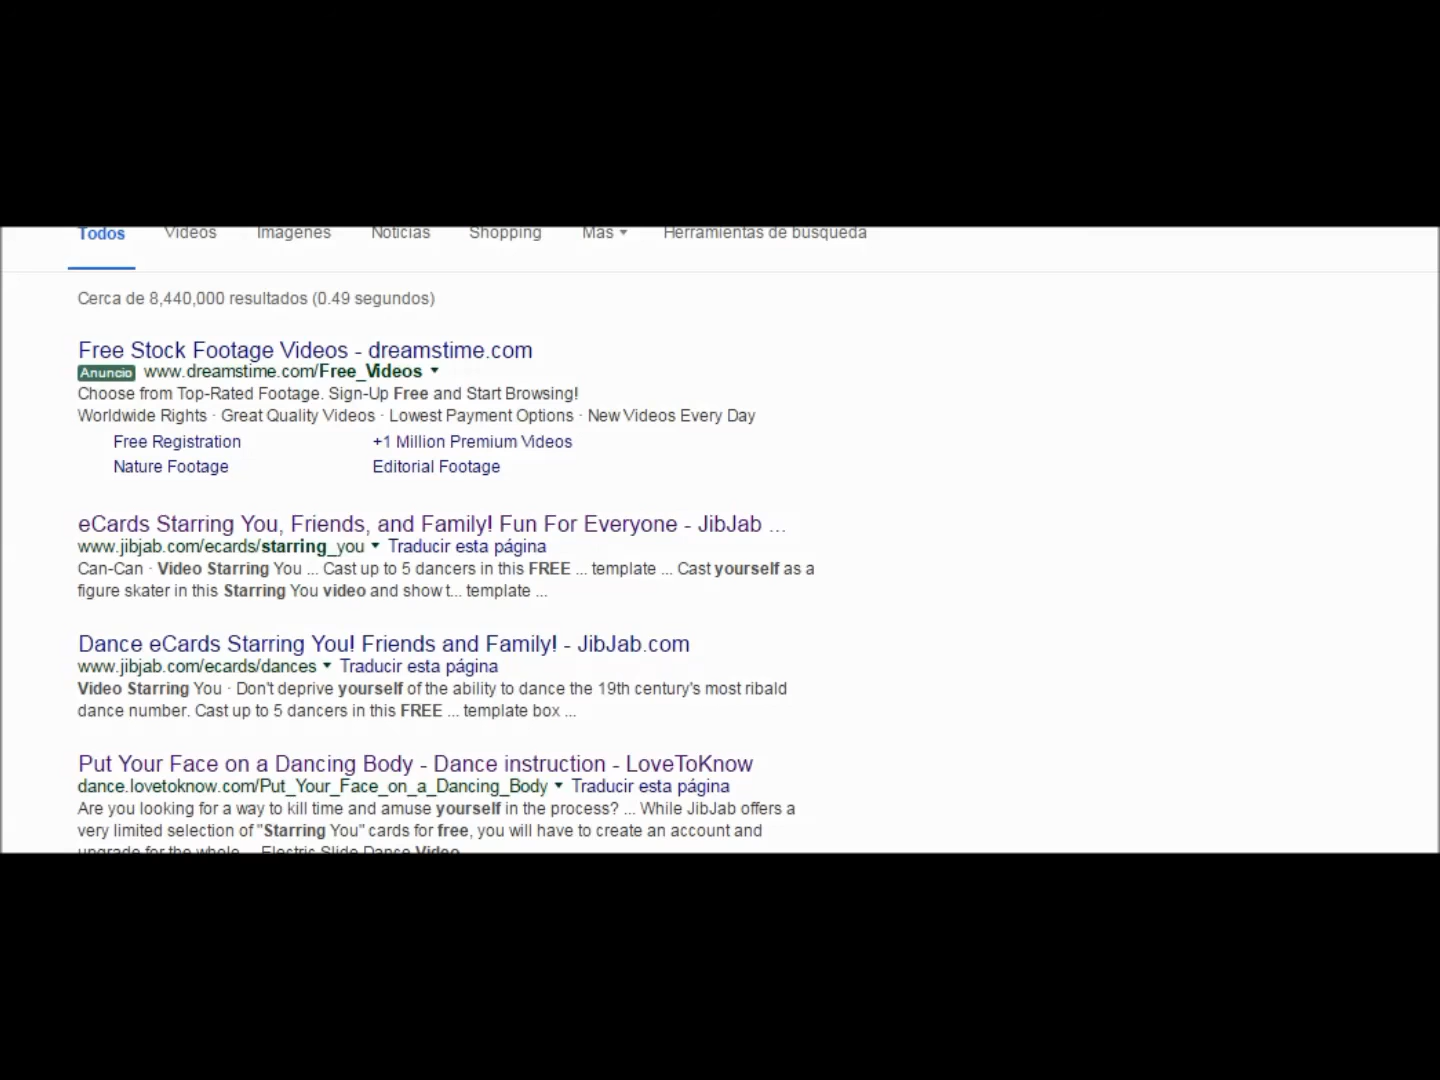 Todos Videos Imágenes Noticias Shopping Más Herramientas de búsqueda
Cerca de 8,440,000 resultados (0.49 segundos)
Free Stock Footage Videos - dreamstime.com
Anuncio www.dreamstime.com/Free_Videos
Choose from Top-Rated Footage. Sign-Up Free and Start Browsing!
Worldwide Rights · Great Quality Videos · Lowest Payment Options · New Videos Every Day
Free Registration +1 Million Premium Videos
Nature Footage Editorial Footage
eCards Starring You, Friends, and Family! Fun For Everyone - JibJab ...
www.jibjab.com/ecards/starring_you Traducir esta página
Can-Can · Video Starring You ... Cast up to 5 dancers in this FREE ... template ... Cast yourself as a
figure skater in this Starring You video and show t... template ...
Dance eCards Starring You! Friends and Family! - JibJab.com
www.jibjab.com/ecards/dances Traducir esta página
Video Starring You · Don't deprive yourself of the ability to dance the 19th century's most ribald
dance number. Cast up to 5 dancers in this FREE ... template box ...
Put Your Face on a Dancing Body - Dance instruction - LoveToKnow
dance.lovetoknow.com/Put_Your_Face_on_a_Dancing_Body Traducir esta página
Are you looking for a way to kill time and amuse yourself in the process? ... While JibJab offers a
very limited selection of "Starring You" cards for free, you will have to create an account and
upgrade for the whole ... Electric Slide Dance Video